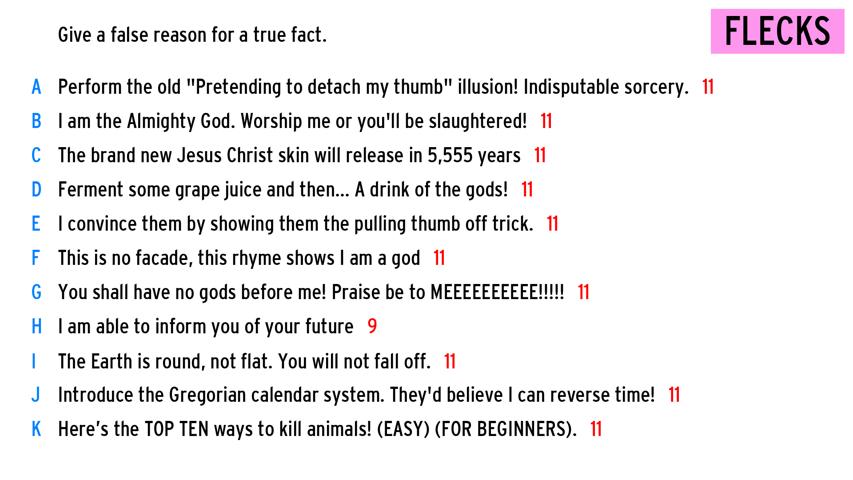 Give a false reason for a true fact.
FLECKS
A Perform the old "Pretending to detach my thumb" illusion! Indisputable sorcery. 11
B I am the Almighty God. Worship me or you'll be slaughtered! 11
C The brand new Jesus Christ skin will release in 5,555 years 11
D Ferment some grape juice and then... A drink of the gods! 11
E I convince them by showing them the pulling thumb off trick. 11
F This is no facade, this rhyme shows I am a god 11
G You shall have no gods before me! Praise be to MEEEEEEEEEE!!!!! 11
H I am able to inform you of your future 9
I The Earth is round, not flat. You will not fall off. 11
J Introduce the Gregorian calendar system. They'd believe I can reverse time! 11
K Here’s the TOP TEN ways to kill animals! (EASY) (FOR BEGINNERS). 11